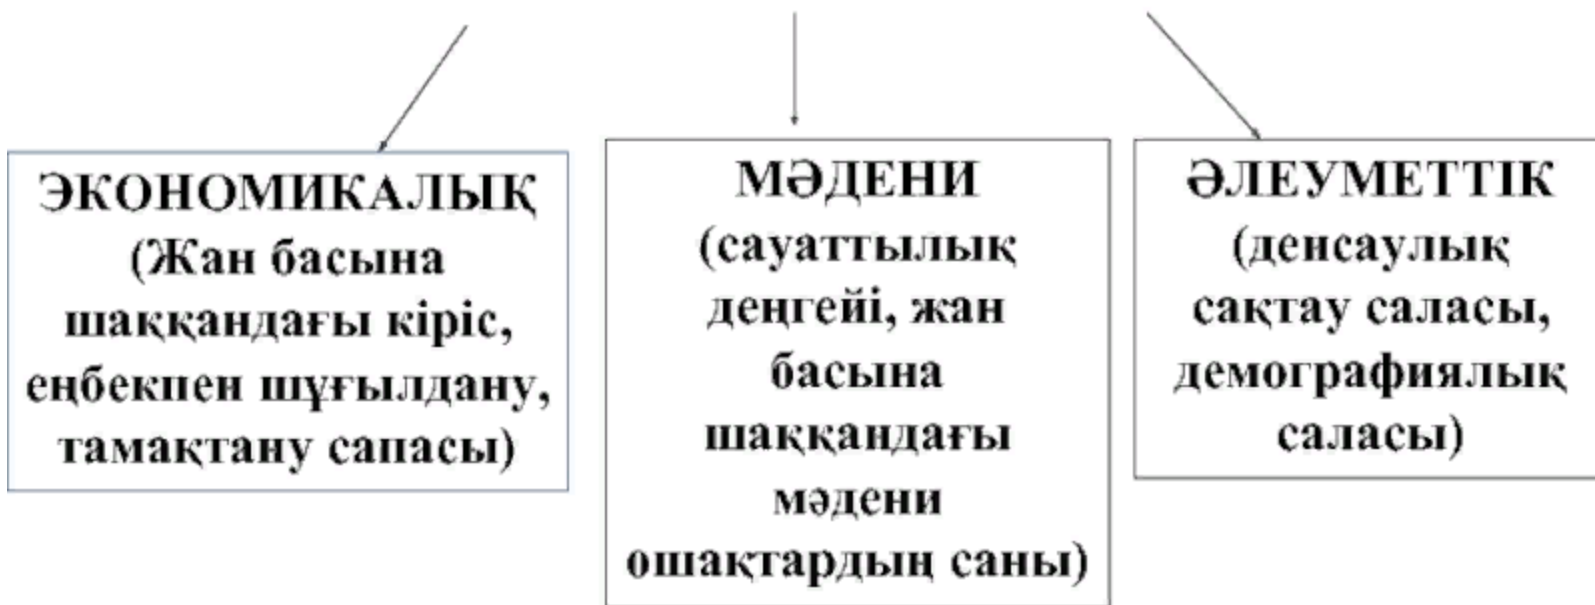 ЭКОНОМИКАЛЫҚ
(Жан басына
шаққандағы кіріс,
еңбекпен шұғылдану,
тамақтану сапасы)
МӘДЕНИ
(сауаттылық
деңгейі, жан
басына
шаққандағы
мәдени
ошақтардың саны)
ӘЛЕУМЕТТІК
(денсаулық
сақтау саласы,
демографиялық
саласы)